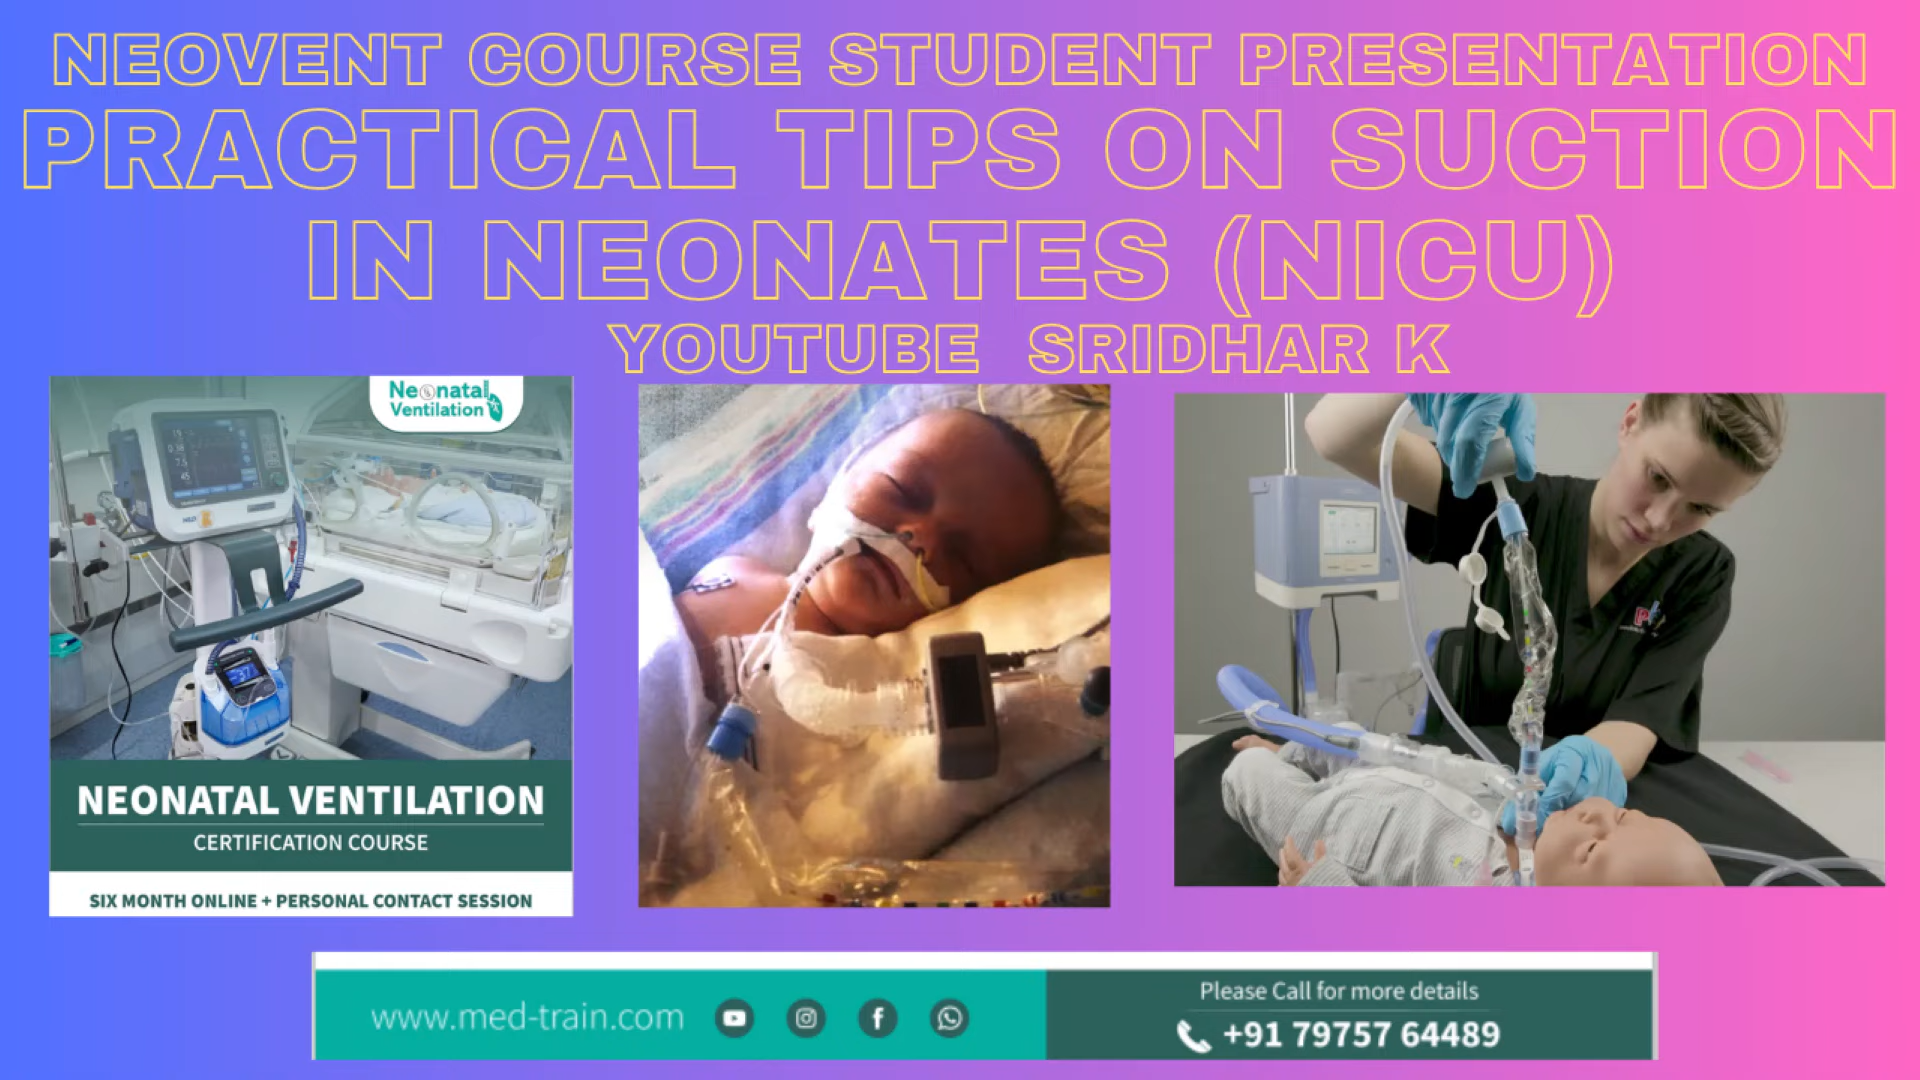 NEOVENT COURSE STUDENT PRESENTATION
PRACTICAL TIPS ON SUCTION
IN NEONATES (NICU)
YOUTUBE SRIDHAR K
Neonatal
Ventilation
NEONATAL VENTILATION
CERTIFICATION COURSE
SIX MONTH ONLINE + PERSONAL CONTACT SESSION
www.med-train.com
Please Call for more details
+91 79757 64489